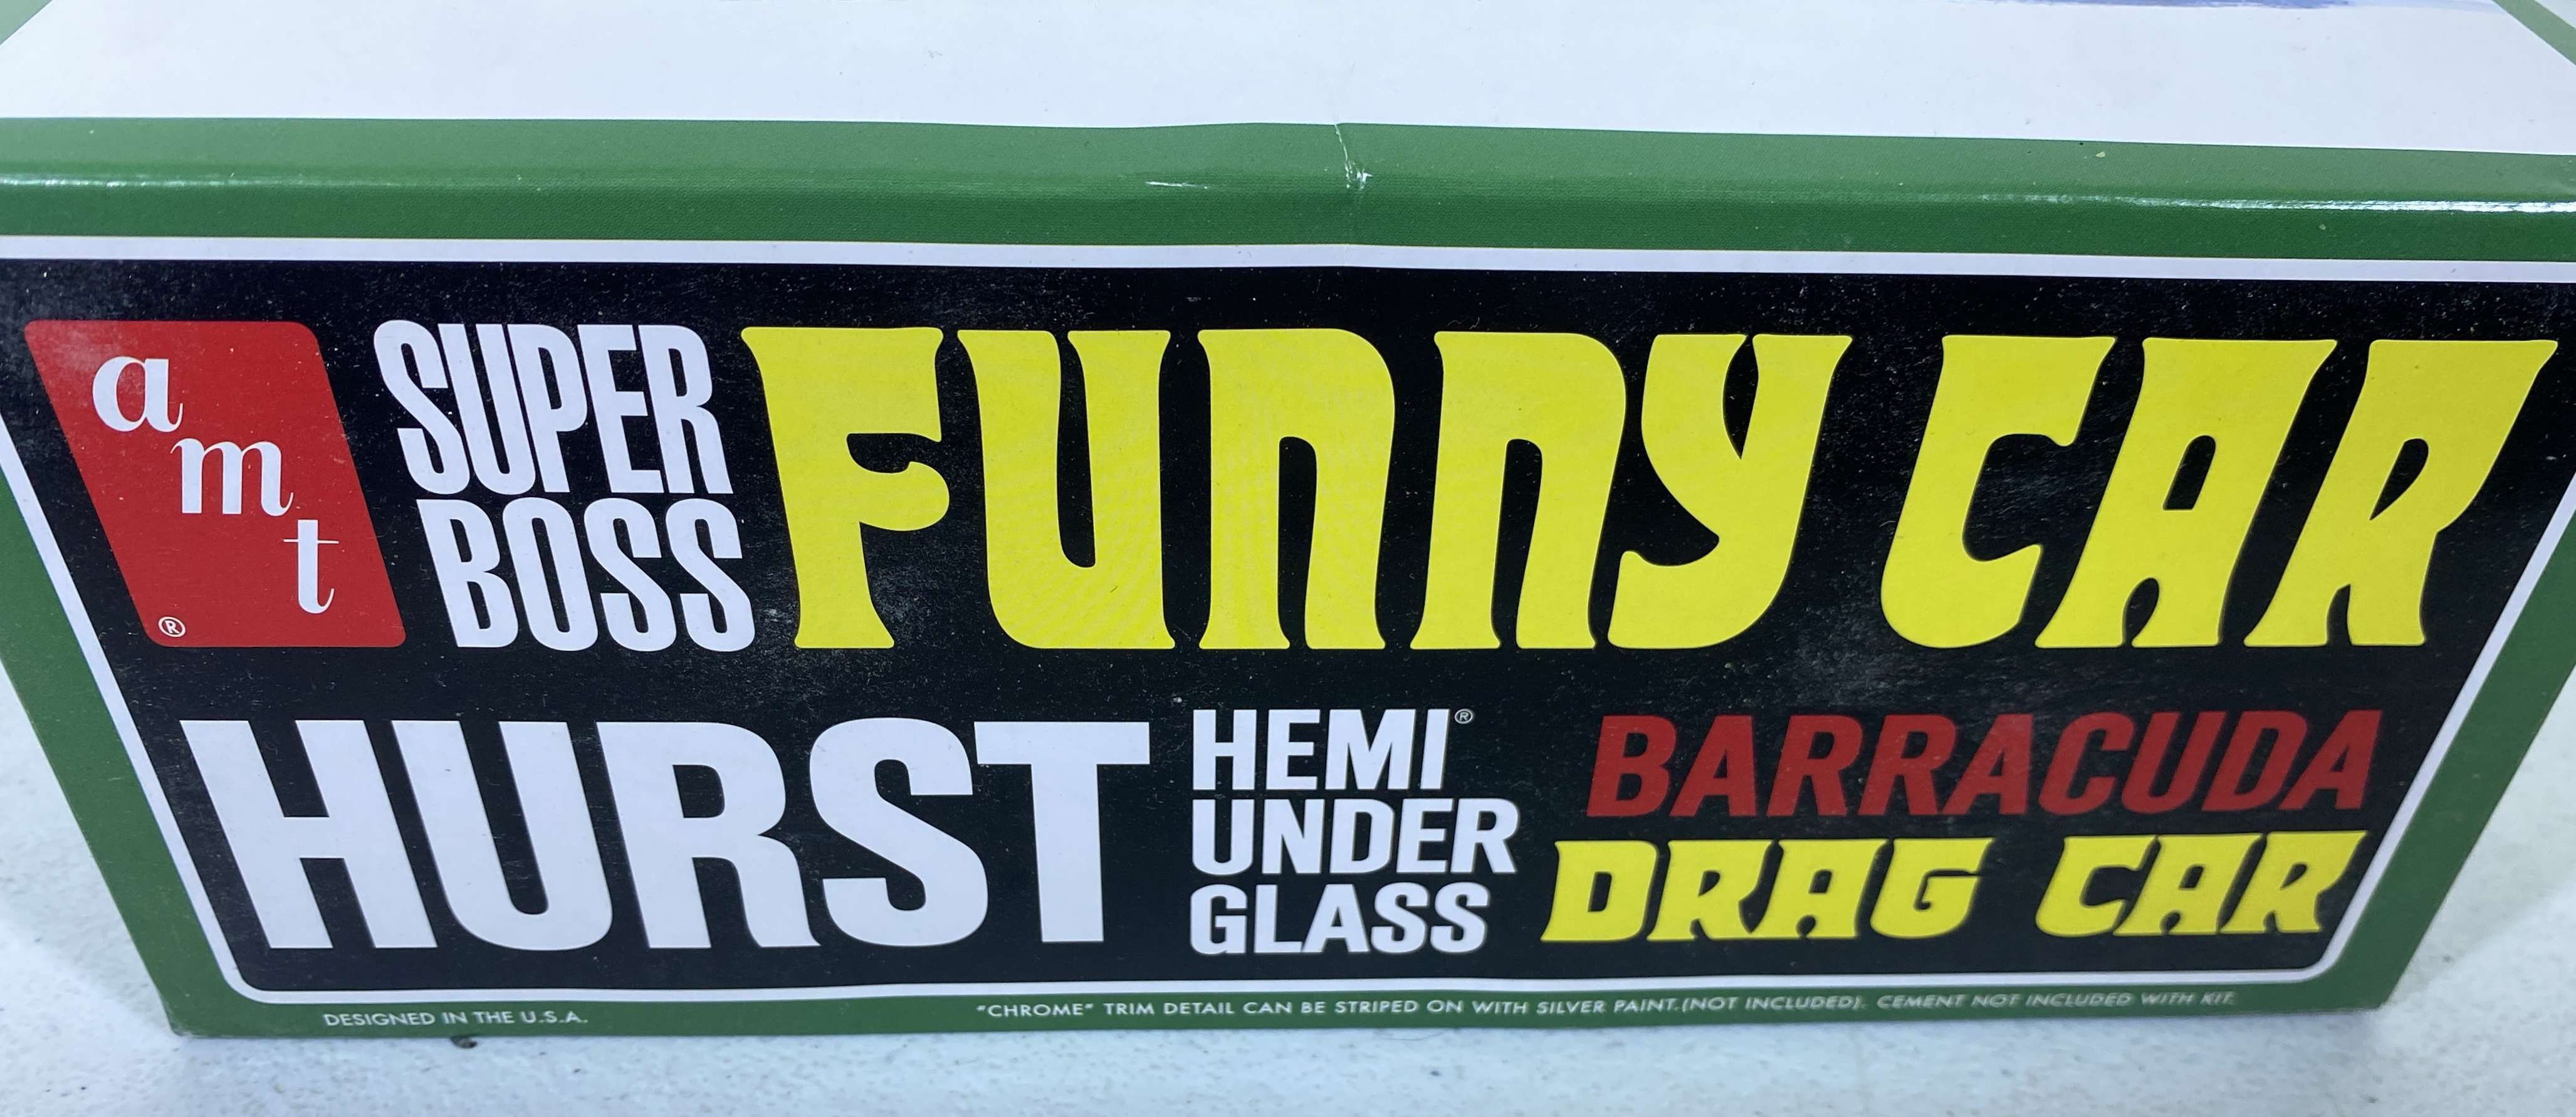 amt®
SUPER
BOSS
FUNNY CAR
HURST
HEMI®
UNDER
GLASS
BARRACUDA
DRAG CAR
DESIGNED IN THE U.S.A.
"CHROME" TRIM DETAIL CAN BE STRIPED ON WITH SILVER PAINT.(NOT INCLUDED). CEMENT NOT INCLUDED WITH KIT.